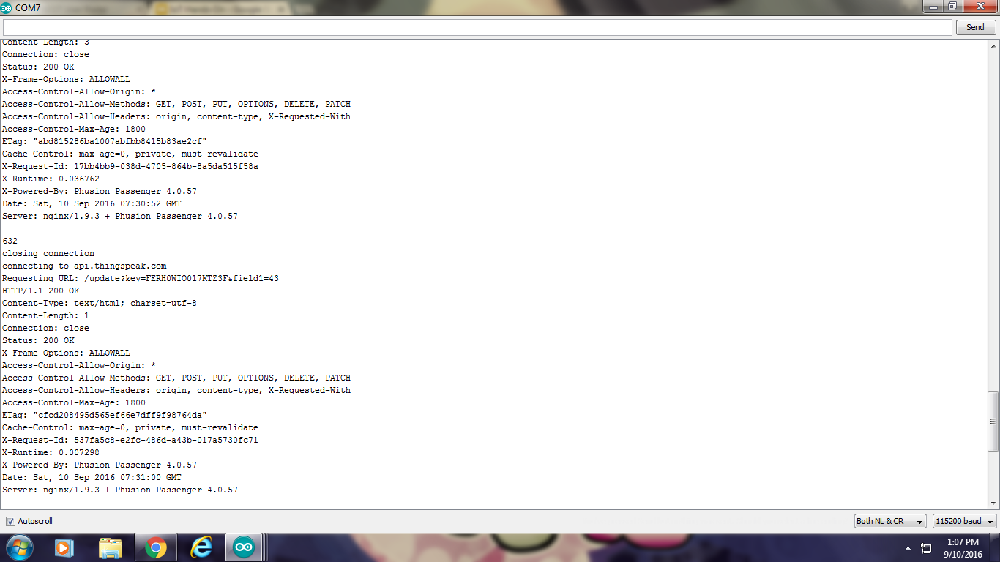 COM7
Send
Content-Length: 3
Connection: close
Status: 200 OK
X-Frame-Options: ALLOWALL
Access-Control-Allow-Origin: *
Access-Control-Allow-Methods: GET, POST, PUT, OPTIONS, DELETE, PATCH
Access-Control-Allow-Headers: origin, content-type, X-Requested-With
Access-Control-Max-Age: 1800
ETag: "abd815286ba1007abfbb8415b83ae2cf"
Cache-Control: max-age=0, private, must-revalidate
X-Request-Id: 17bb4bb9-038d-4705-864b-8a5da515f58a
X-Runtime: 0.036762
X-Powered-By: Phusion Passenger 4.0.57
Date: Sat, 10 Sep 2016 07:30:52 GMT
Server: nginx/1.9.3 + Phusion Passenger 4.0.57
632
closing connection
connecting to api.thingspeak.com
Requesting URL: /update?key=FERH0WIO017KTZ3F&field1=43
HTTP/1.1 200 OK
Content-Type: text/html; charset=utf-8
Content-Length: 1
Connection: close
Status: 200 OK
X-Frame-Options: ALLOWALL
Access-Control-Allow-Origin: *
Access-Control-Allow-Methods: GET, POST, PUT, OPTIONS, DELETE, PATCH
Access-Control-Allow-Headers: origin, content-type, X-Requested-With
Access-Control-Max-Age: 1800
ETag: "cfcd208495d565ef66e7dff9f98764da"
Cache-Control: max-age=0, private, must-revalidate
X-Request-Id: 537fa5c8-e2fc-486d-a43b-017a5730fc71
X-Runtime: 0.007298
X-Powered-By: Phusion Passenger 4.0.57
Date: Sat, 10 Sep 2016 07:31:00 GMT
Server: nginx/1.9.3 + Phusion Passenger 4.0.57
Autoscroll
Both NL & CR
115200 baud
1:07 PM
9/10/2016